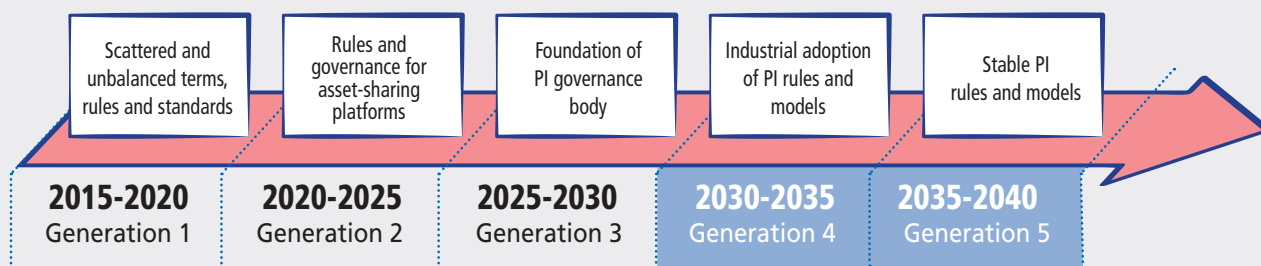 Scattered and
unbalanced terms,
rules and standards
Rules and
governance for
asset-sharing
platforms
Foundation of
PI governance
body
Industrial adoption
of PI rules and
models
Stable PI
rules and models
2015-2020
Generation 1
2020-2025
Generation 2
2025-2030
Generation 3
2030-2035
Generation 4
2035-2040
Generation 5